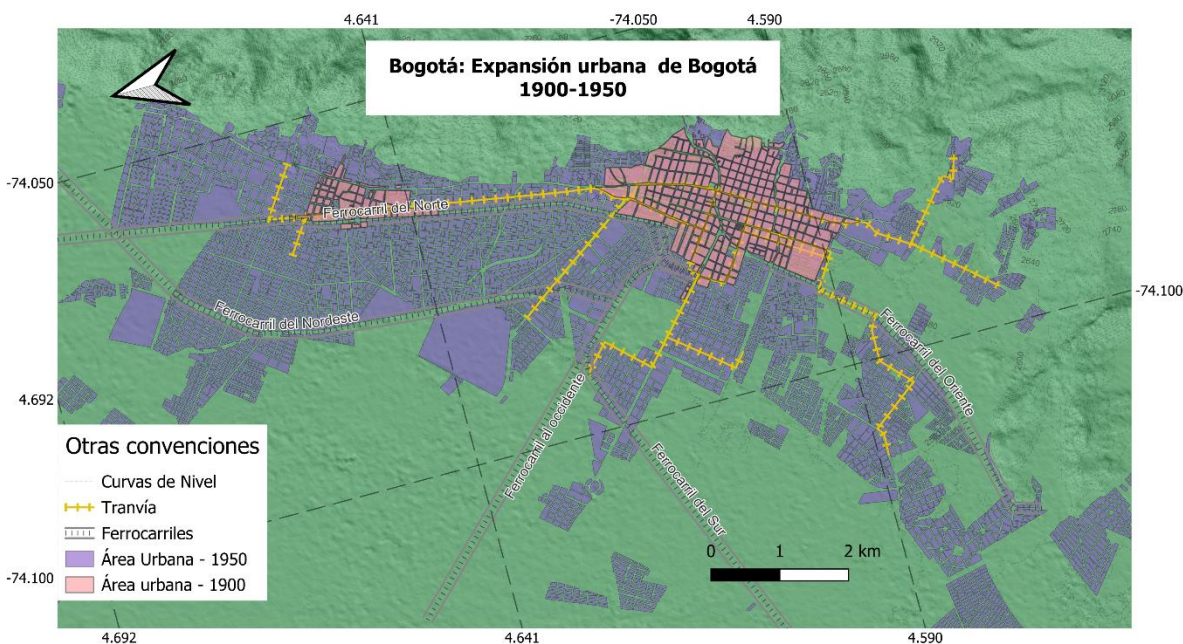 4.641
-74.050
4.590
Bogotá: Expansión urbana de Bogotá
1900-1950
-74.050
Ferrocarril del Norte
-74.100
Ferrocarril del Nordeste
Ferrocarril del Oriente
4.692
Ferrocarril al occidente
Ferrocarril del Sur
Otras convenciones
Curvas de Nivel
Tranvía
Ferrocarriles
Área Urbana - 1950
Área urbana - 1900
0 1 2 km
-74.100
4.692
4.641
4.590